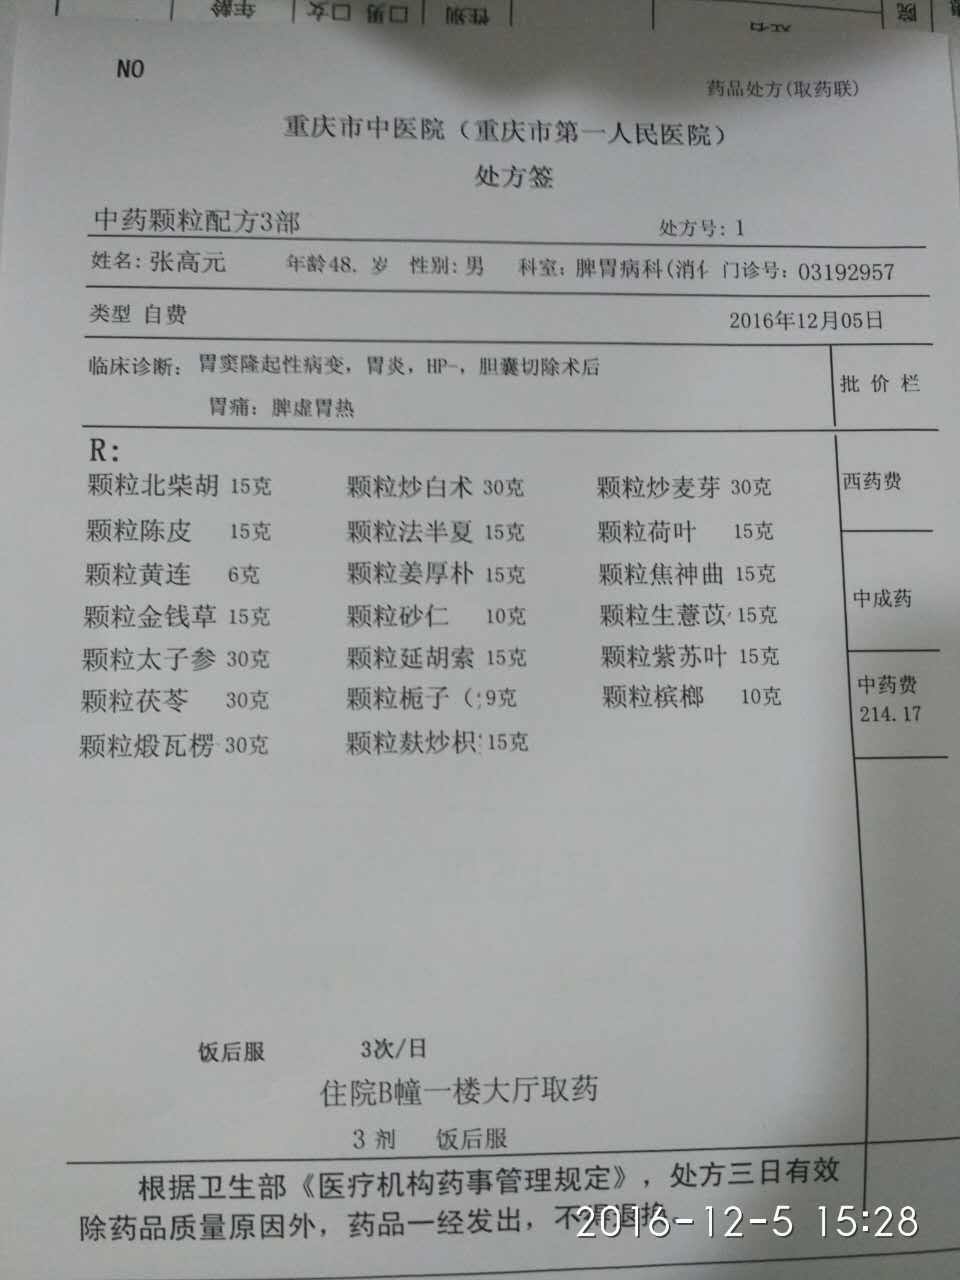 年龄 口男 口女 性别 院
NO
药品处方(取药联)
重庆市中医院（重庆市第一人民医院）
处方签
中药颗粒配方3部 处方号: 1
姓名: 张高元 年龄48. 岁 性别: 男 科室: 脾胃病科(消 门诊号: 03192957
类型 自费 2016年12月05日
临床诊断: 胃窦隆起性病变, 胃炎, HP-, 胆囊切除术后
胃痛: 脾虚胃热
批 价 栏
R:
颗粒北柴胡 15克 颗粒炒白术 30克 颗粒炒麦芽 30克
颗粒陈皮 15克 颗粒法半夏 15克 颗粒荷叶 15克
颗粒黄连 6克 颗粒姜厚朴 15克 颗粒焦神曲 15克
颗粒金钱草 15克 颗粒砂仁 10克 颗粒生薏苡 15克
颗粒太子参 30克 颗粒延胡索 15克 颗粒紫苏叶 15克
颗粒茯苓 30克 颗粒栀子（ 9克 颗粒槟榔 10克
颗粒煅瓦楞 30克 颗粒麸炒枳 15克
西药费
中成药
中药费
214.17
饭后服 3次/日
住院B幢一楼大厅取药
3 剂 饭后服
根据卫生部《医疗机构药事管理规定》, 处方三日有效
除药品质量原因外, 药品一经发出, 不得退换
2016-12-5 15:28